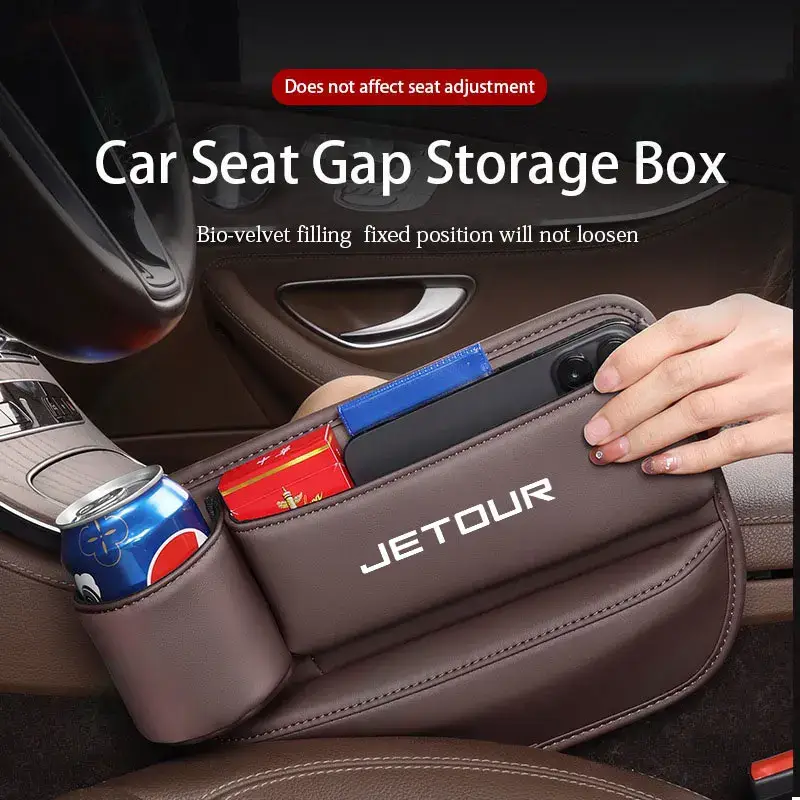 Does not affect seat adjustment
Car Seat Gap Storage Box
Bio-velvet filling fixed position will not loosen
JETOUR